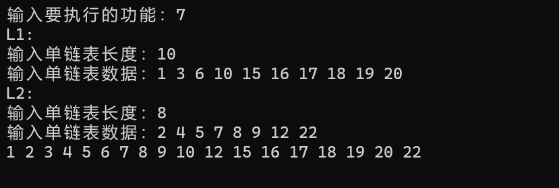 输入要执行的功能：7
L1:
输入单链表长度：10
输入单链表数据：1 3 6 10 15 16 17 18 19 20
L2:
输入单链表长度：8
输入单链表数据：2 4 5 7 8 9 12 22
1 2 3 4 5 6 7 8 9 10 12 15 16 17 18 19 20 22